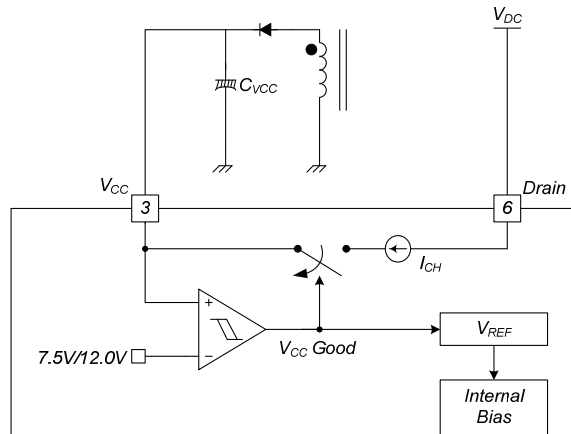 V_DC
C_VCC
V_CC
3
6
Drain
I_CH
+
−
7.5V/12.0V
V_CC Good
V_REF
Internal
Bias